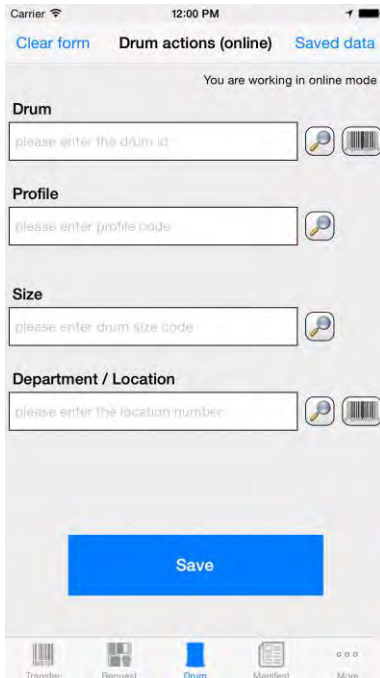 Carrier 12:00 PM
Clear form Drum actions (online) Saved data
You are working in online mode
Drum
please enter the drum id
Profile
please enter profile code
Size
please enter drum size code
Department / Location
please enter the location number
Save
Transfer Request Drum Manifest More